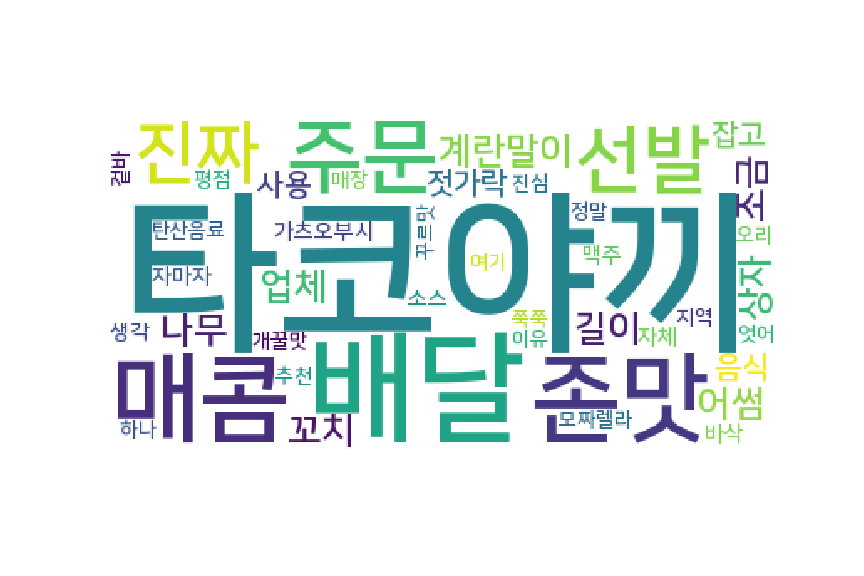 진짜 주문 계란말이 선발 잡고
겉바 평점 사용 매장 젓가락 진심 조금
타코야끼
탄산음료 가츠오부시 꾸르맛 정말 오리
자마자 업체 소스 여기 맥주 상자
생각 나무 개꿀맛 쭉쭉 이유 길이 자체 지역 엿어
매콤 추천 배달 존맛 음식
하나 꼬치 모짜렐라 어썸 바삭